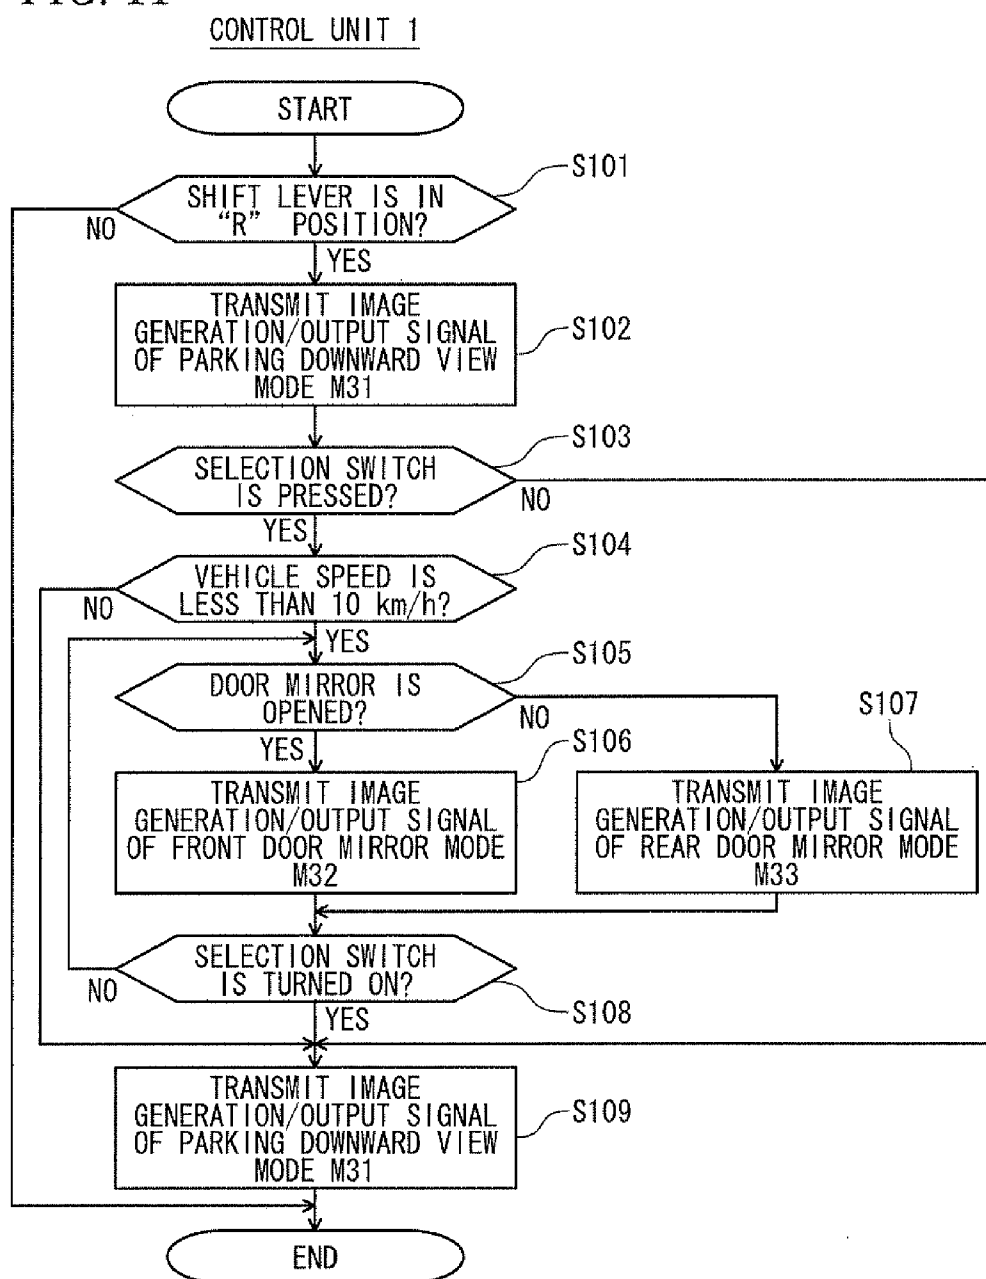 CONTROL UNIT 1
START
S101
SHIFT LEVER IS IN
"R" POSITION?
NO
YES
TRANSMIT IMAGE
GENERATION/OUTPUT SIGNAL
OF PARKING DOWNWARD VIEW
MODE M31
S102
S103
SELECTION SWITCH
IS PRESSED?
NO
YES
S104
VEHICLE SPEED IS
LESS THAN 10 km/h?
NO
YES
S105
DOOR MIRROR IS
OPENED?
NO
YES
S106
S107
TRANSMIT IMAGE
GENERATION/OUTPUT SIGNAL
OF FRONT DOOR MIRROR MODE
M32
TRANSMIT IMAGE
GENERATION/OUTPUT SIGNAL
OF REAR DOOR MIRROR MODE
M33
SELECTION SWITCH
IS TURNED ON?
NO
S108
YES
TRANSMIT IMAGE
GENERATION/OUTPUT SIGNAL
OF PARKING DOWNWARD VIEW
MODE M31
S109
END